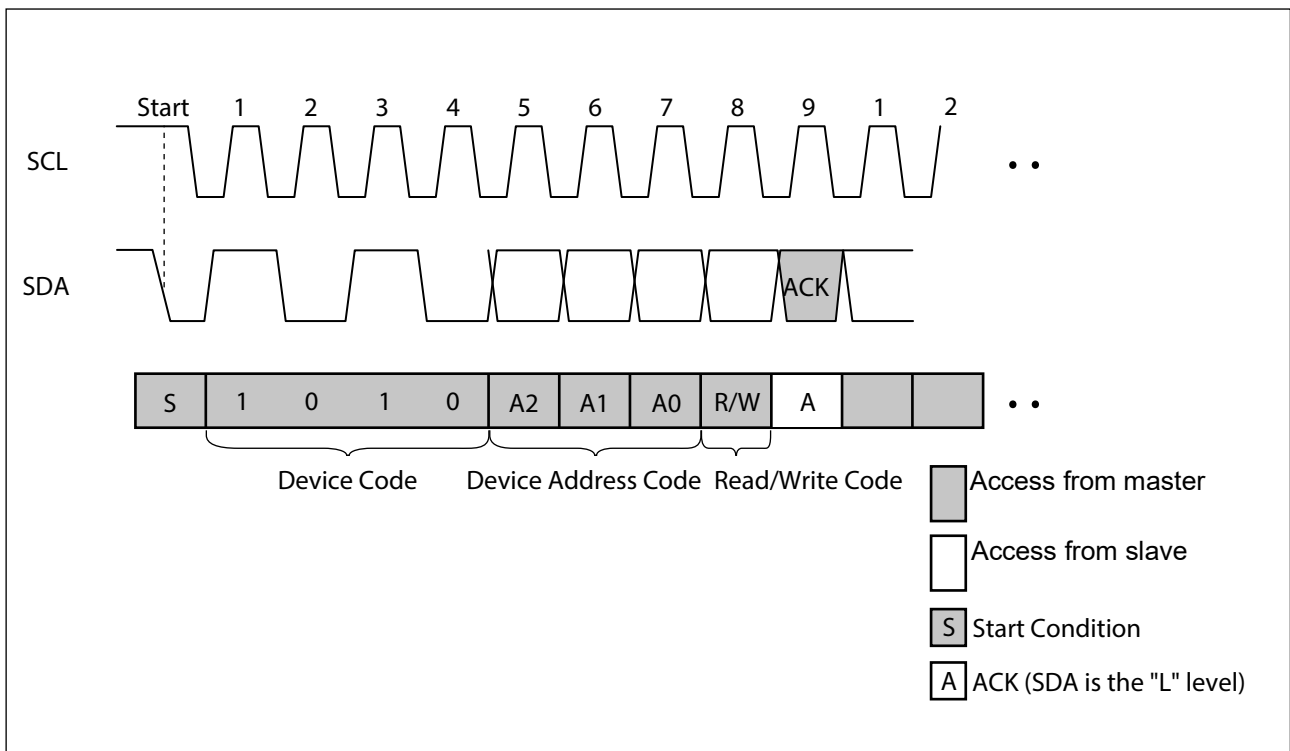 Start 1 2 3 4 5 6 7 8 9 1 2
SCL
SDA
ACK
S 1 0 1 0 A2 A1 A0 R/W A
Device Code Device Address Code Read/Write Code
Access from master
Access from slave
S Start Condition
A ACK (SDA is the "L" level)